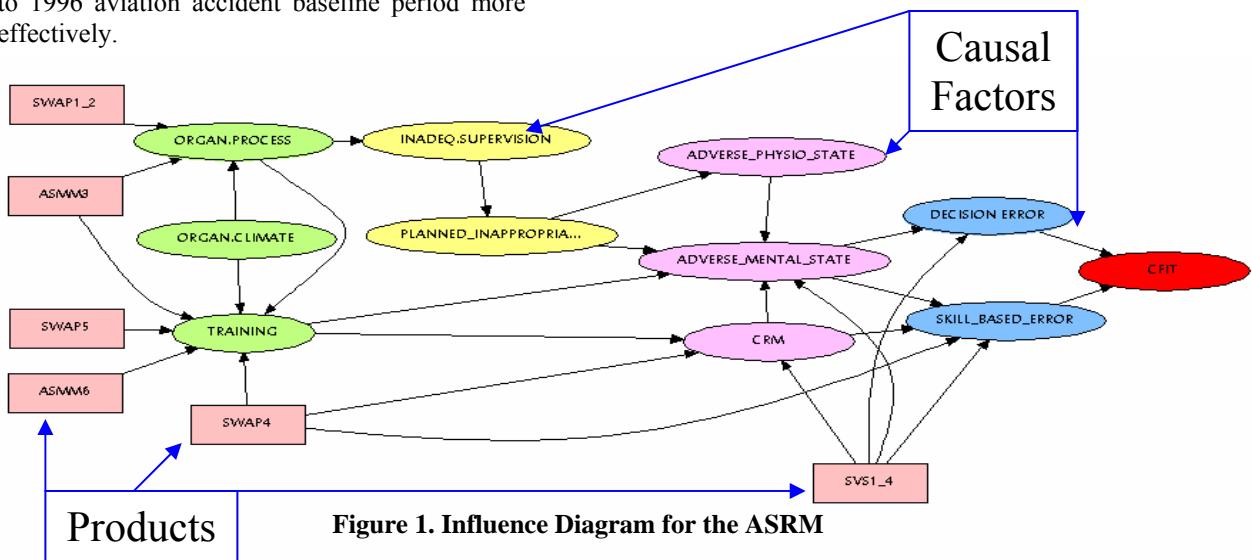 to 1996 aviation accident baseline period more
effectively.
Causal
Factors
SWAP1_2
ORGAN.PROCESS
INADEQ.SUPERVISION
ADVERSE_PHYSIO_STATE
ASMM3
DECISION ERROR
ORGAN.CLIMATE
PLANNED_INAPPROPRIA...
ADVERSE_MENTAL_STATE
CFIT
SWAP5
TRAINING
SKILL_BASED_ERROR
CRM
ASMM6
SWAP4
SVS1_4
Products
Figure 1. Influence Diagram for the ASRM